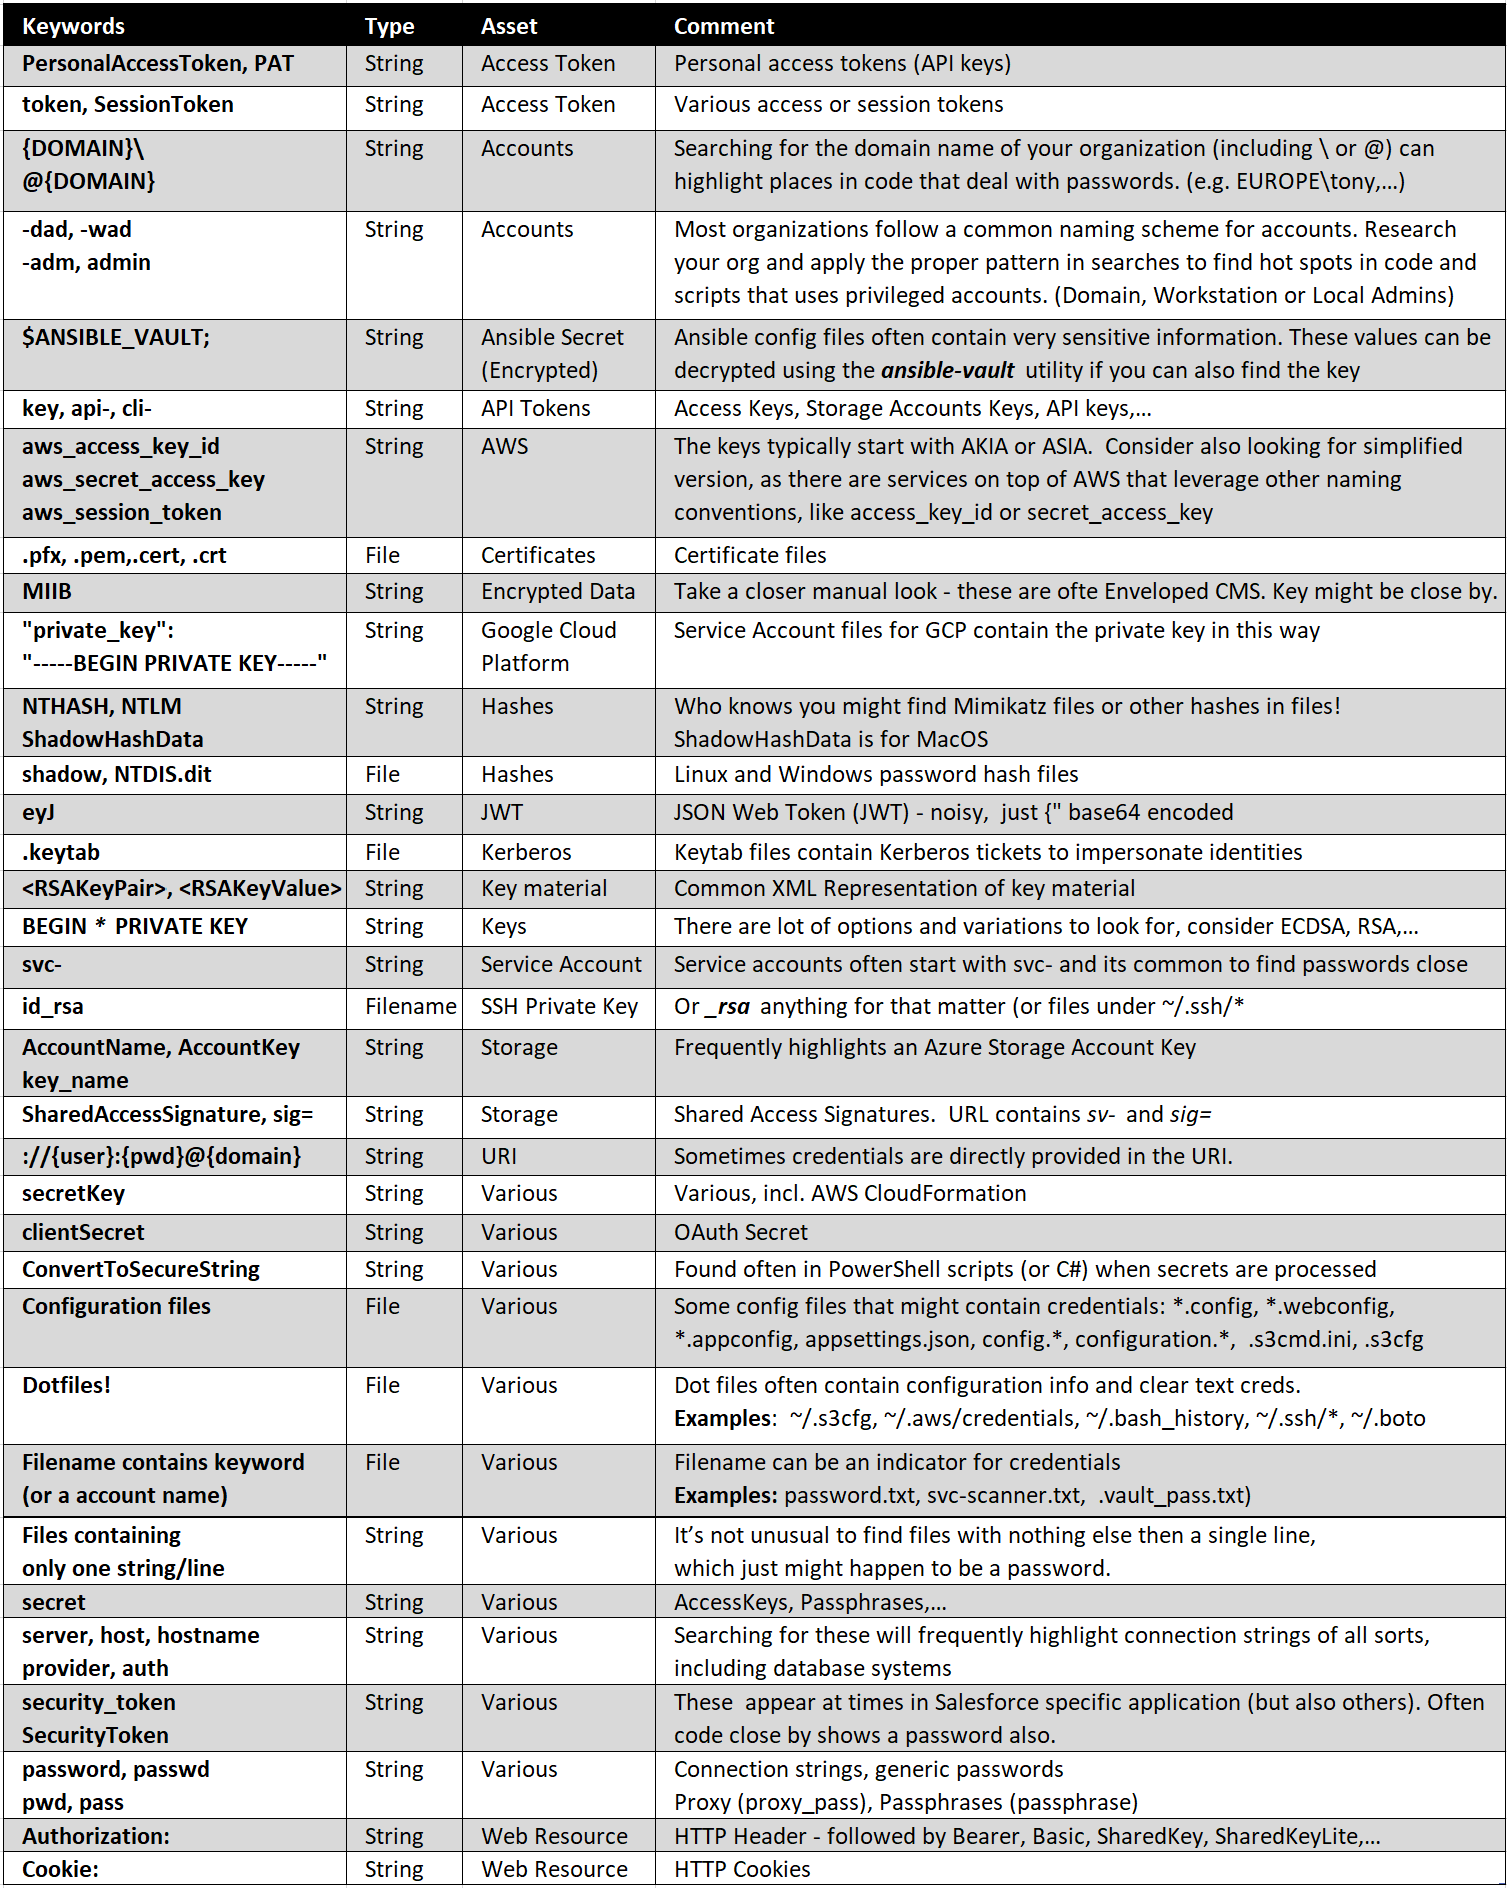 Keywords Type Asset Comment
PersonalAccessToken, PAT String Access Token Personal access tokens (API keys)
token, SessionToken String Access Token Various access or session tokens
{DOMAIN}\ String Accounts Searching for the domain name of your organization (including \ or @) can
@{DOMAIN} highlight places in code that deal with passwords. (e.g. EUROPE\tony,...)
-dad, -wad String Accounts Most organizations follow a common naming scheme for accounts. Research
-adm, admin your org and apply the proper pattern in searches to find hot spots in code and
scripts that uses privileged accounts. (Domain, Workstation or Local Admins)
$ANSIBLE_VAULT; String Ansible Secret Ansible config files often contain very sensitive information. These values can be
(Encrypted) decrypted using the ansible-vault utility if you can also find the key
key, api-, cli- String API Tokens Access Keys, Storage Accounts Keys, API keys,...
aws_access_key_id String AWS The keys typically start with AKIA or ASIA. Consider also looking for simplified
aws_secret_access_key version, as there are services on top of AWS that leverage other naming
aws_session_token conventions, like access_key_id or secret_access_key
.pfx, .pem,.cert, .crt File Certificates Certificate files
MIIB String Encrypted Data Take a closer manual look - these are ofte Enveloped CMS. Key might be close by.
"private_key": String Google Cloud Service Account files for GCP contain the private key in this way
"-----BEGIN PRIVATE KEY-----" Platform
NTHASH, NTLM String Hashes Who knows you might find Mimikatz files or other hashes in files!
ShadowHashData ShadowHashData is for MacOS
shadow, NTDIS.dit File Hashes Linux and Windows password hash files
eyJ String JWT JSON Web Token (JWT) - noisy, just {" base64 encoded
.keytab File Kerberos Keytab files contain Kerberos tickets to impersonate identities
<RSAKeyPair>, <RSAKeyValue> String Key material Common XML Representation of key material
BEGIN * PRIVATE KEY String Keys There are lot of options and variations to look for, consider ECDSA, RSA,...
svc- String Service Account Service accounts often start with svc- and its common to find passwords close
id_rsa Filename SSH Private Key Or _rsa anything for that matter (or files under ~/.ssh/*
AccountName, AccountKey String Storage Frequently highlights an Azure Storage Account Key
key_name
SharedAccessSignature, sig= String Storage Shared Access Signatures. URL contains sv- and sig=
://{user}:{pwd}@{domain} String URI Sometimes credentials are directly provided in the URI.
secretKey String Various Various, incl. AWS CloudFormation
clientSecret String Various OAuth Secret
ConvertToSecureString String Various Found often in PowerShell scripts (or C#) when secrets are processed
Configuration files File Various Some config files that might contain credentials: *.config, *.webconfig,
*.appconfig, appsettings.json, config.*, configuration.*, .s3cmd.ini, .s3cfg
Dotfiles! File Various Dot files often contain configuration info and clear text creds.
Examples: ~/.s3cfg, ~/.aws/credentials, ~/.bash_history, ~/.ssh/*, ~/.boto
Filename contains keyword File Various Filename can be an indicator for credentials
(or a account name) Examples: password.txt, svc-scanner.txt, .vault_pass.txt)
Files containing String Various It’s not unusual to find files with nothing else then a single line,
only one string/line which just might happen to be a password.
secret String Various AccessKeys, Passphrases,...
server, host, hostname String Various Searching for these will frequently highlight connection strings of all sorts,
provider, auth including database systems
security_token String Various These appear at times in Salesforce specific application (but also others). Often
SecurityToken code close by shows a password also.
password, passwd String Various Connection strings, generic passwords
pwd, pass Proxy (proxy_pass), Passphrases (passphrase)
Authorization: String Web Resource HTTP Header - followed by Bearer, Basic, SharedKey, SharedKeyLite,...
Cookie: String Web Resource HTTP Cookies